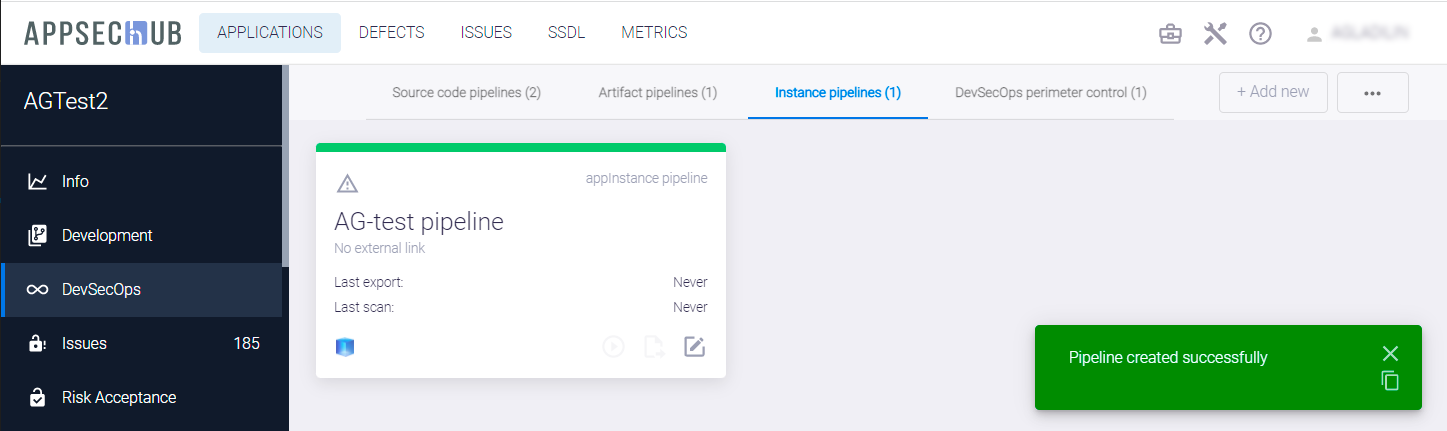 APPSECHUB APPLICATIONS DEFECTS ISSUES SSDL METRICS
AGTest2
Source code pipelines (2) Artifact pipelines (1) Instance pipelines (1) DevSecOps perimeter control (1) + Add new ...
Info
Development
DevSecOps
Issues 185
Risk Acceptance
appInstance pipeline
AG-test pipeline
No external link
Last export: Never
Last scan: Never
Pipeline created successfully